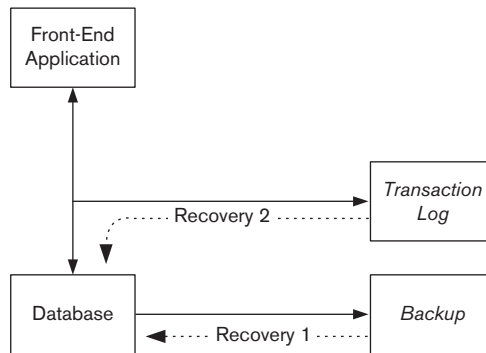 Front-End
Application
Transaction
Log
Recovery 2
Database
Backup
Recovery 1